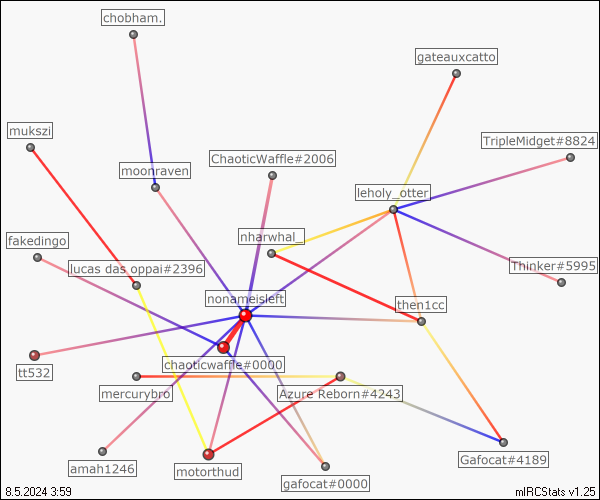 chobham.
gateauxcatto
mukszi
TripleMidget#8824
ChaoticWaffle#2006
moonraven
leholy_otter
nharwhal_
fakedingo
lucas das oppai#2396
Thinker#5995
nonameisleft
then1cc
chaoticwaffle#0000
tt532
mercurybro
Azure Reborn#4243
amah1246
motorthud
Gafocat#4189
gafocat#0000
8.5.2024 3:59
mIRCStats v1.25